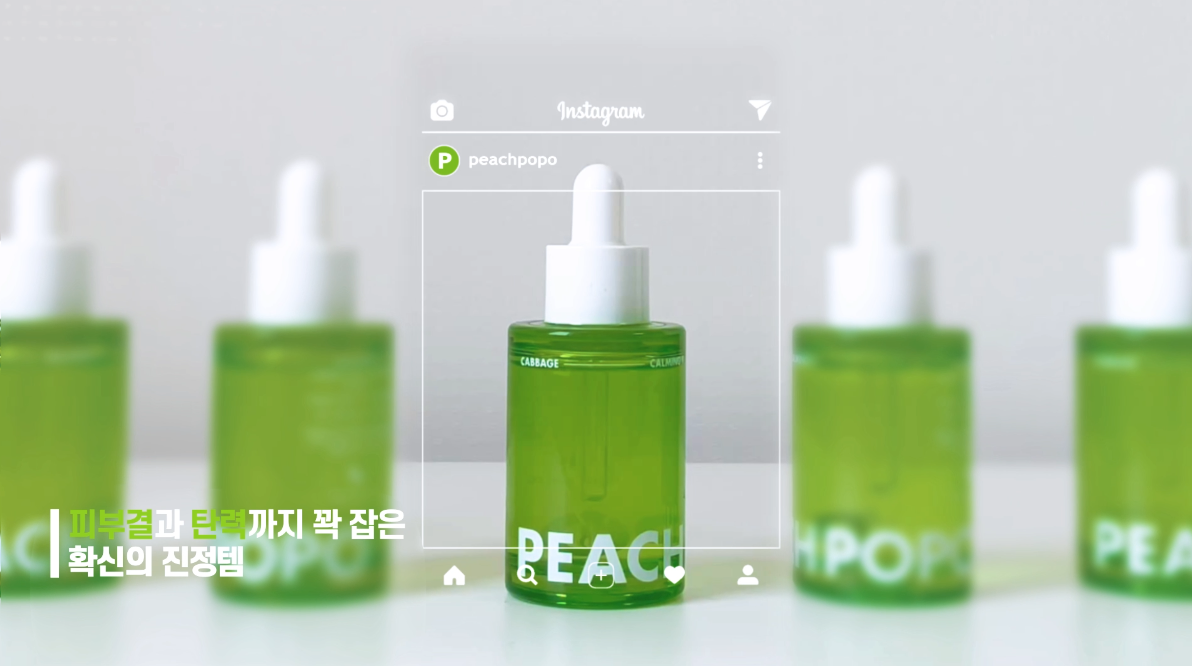 Instagram
P peachpopo
CABBAGE
CALMING
피부결과 탄력까지 꽉 잡은
확신의 진정템
PEACH
HPOPO
PEA